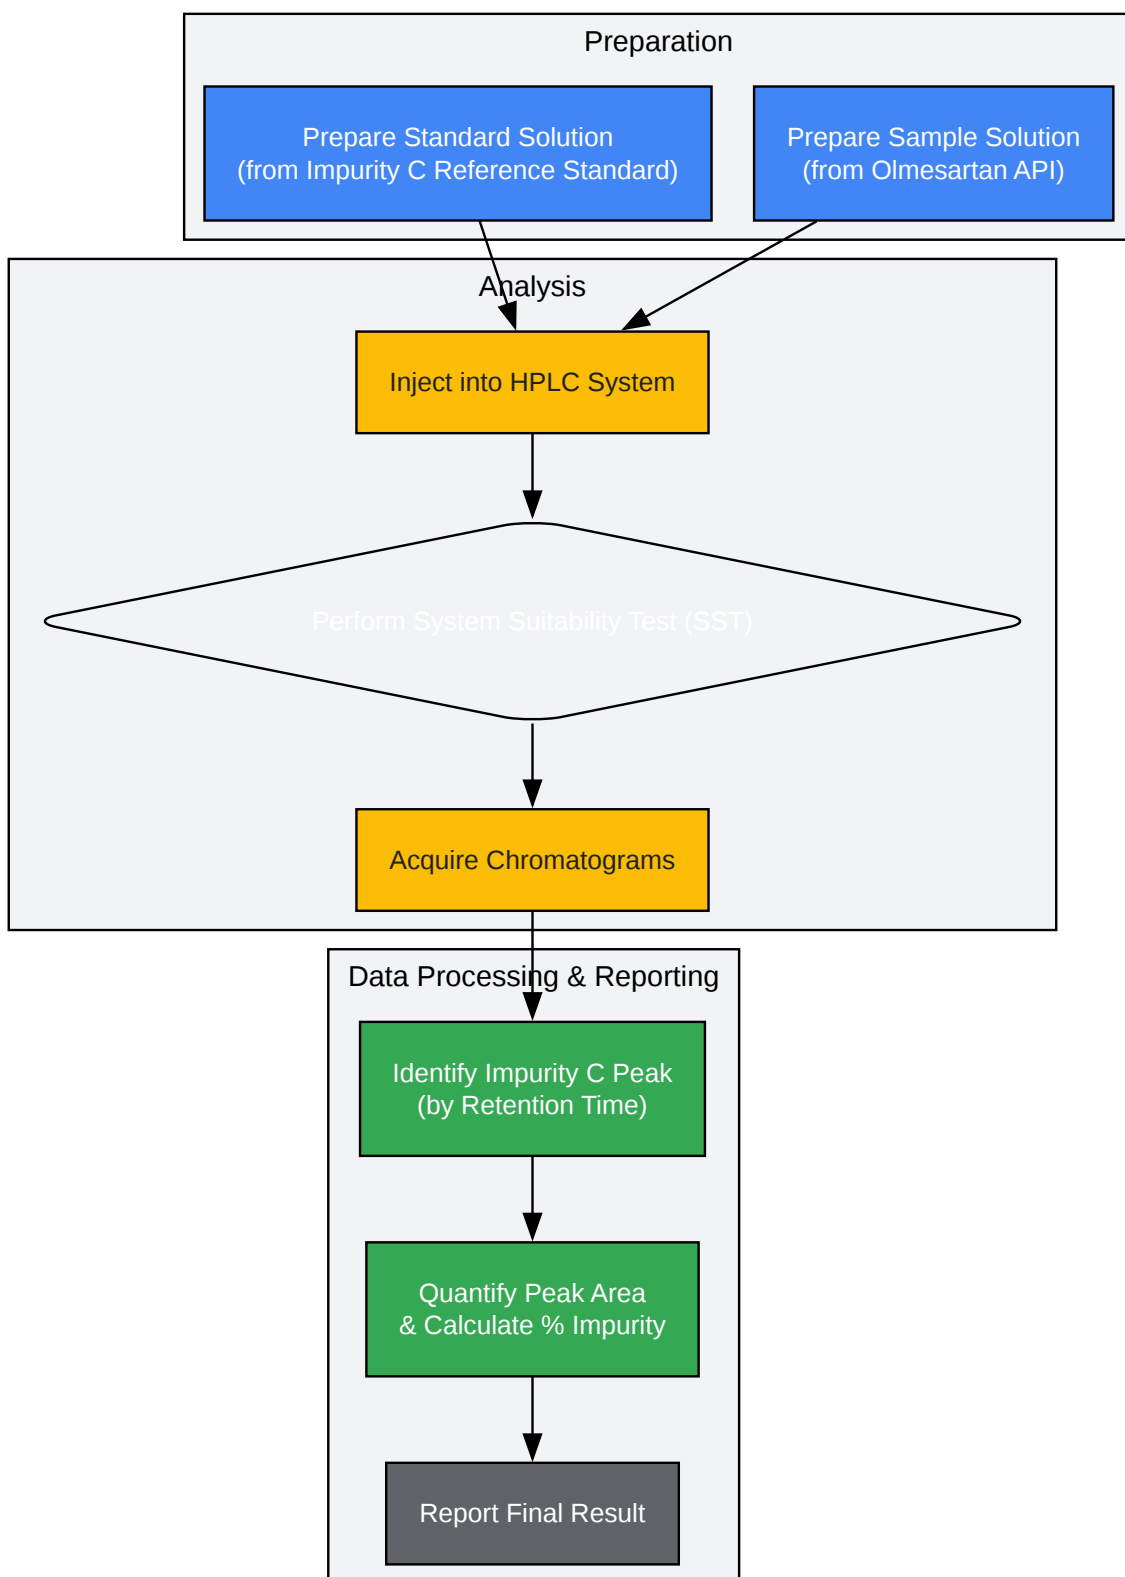 Preparation
Prepare Standard Solution
(from Impurity C Reference Standard)
Prepare Sample Solution
(from Olmesartan API)
Analysis
Inject into HPLC System
Perform System Suitability Test (SST)
Acquire Chromatograms
Data Processing & Reporting
Identify Impurity C Peak
(by Retention Time)
Quantify Peak Area
& Calculate % Impurity
Report Final Result